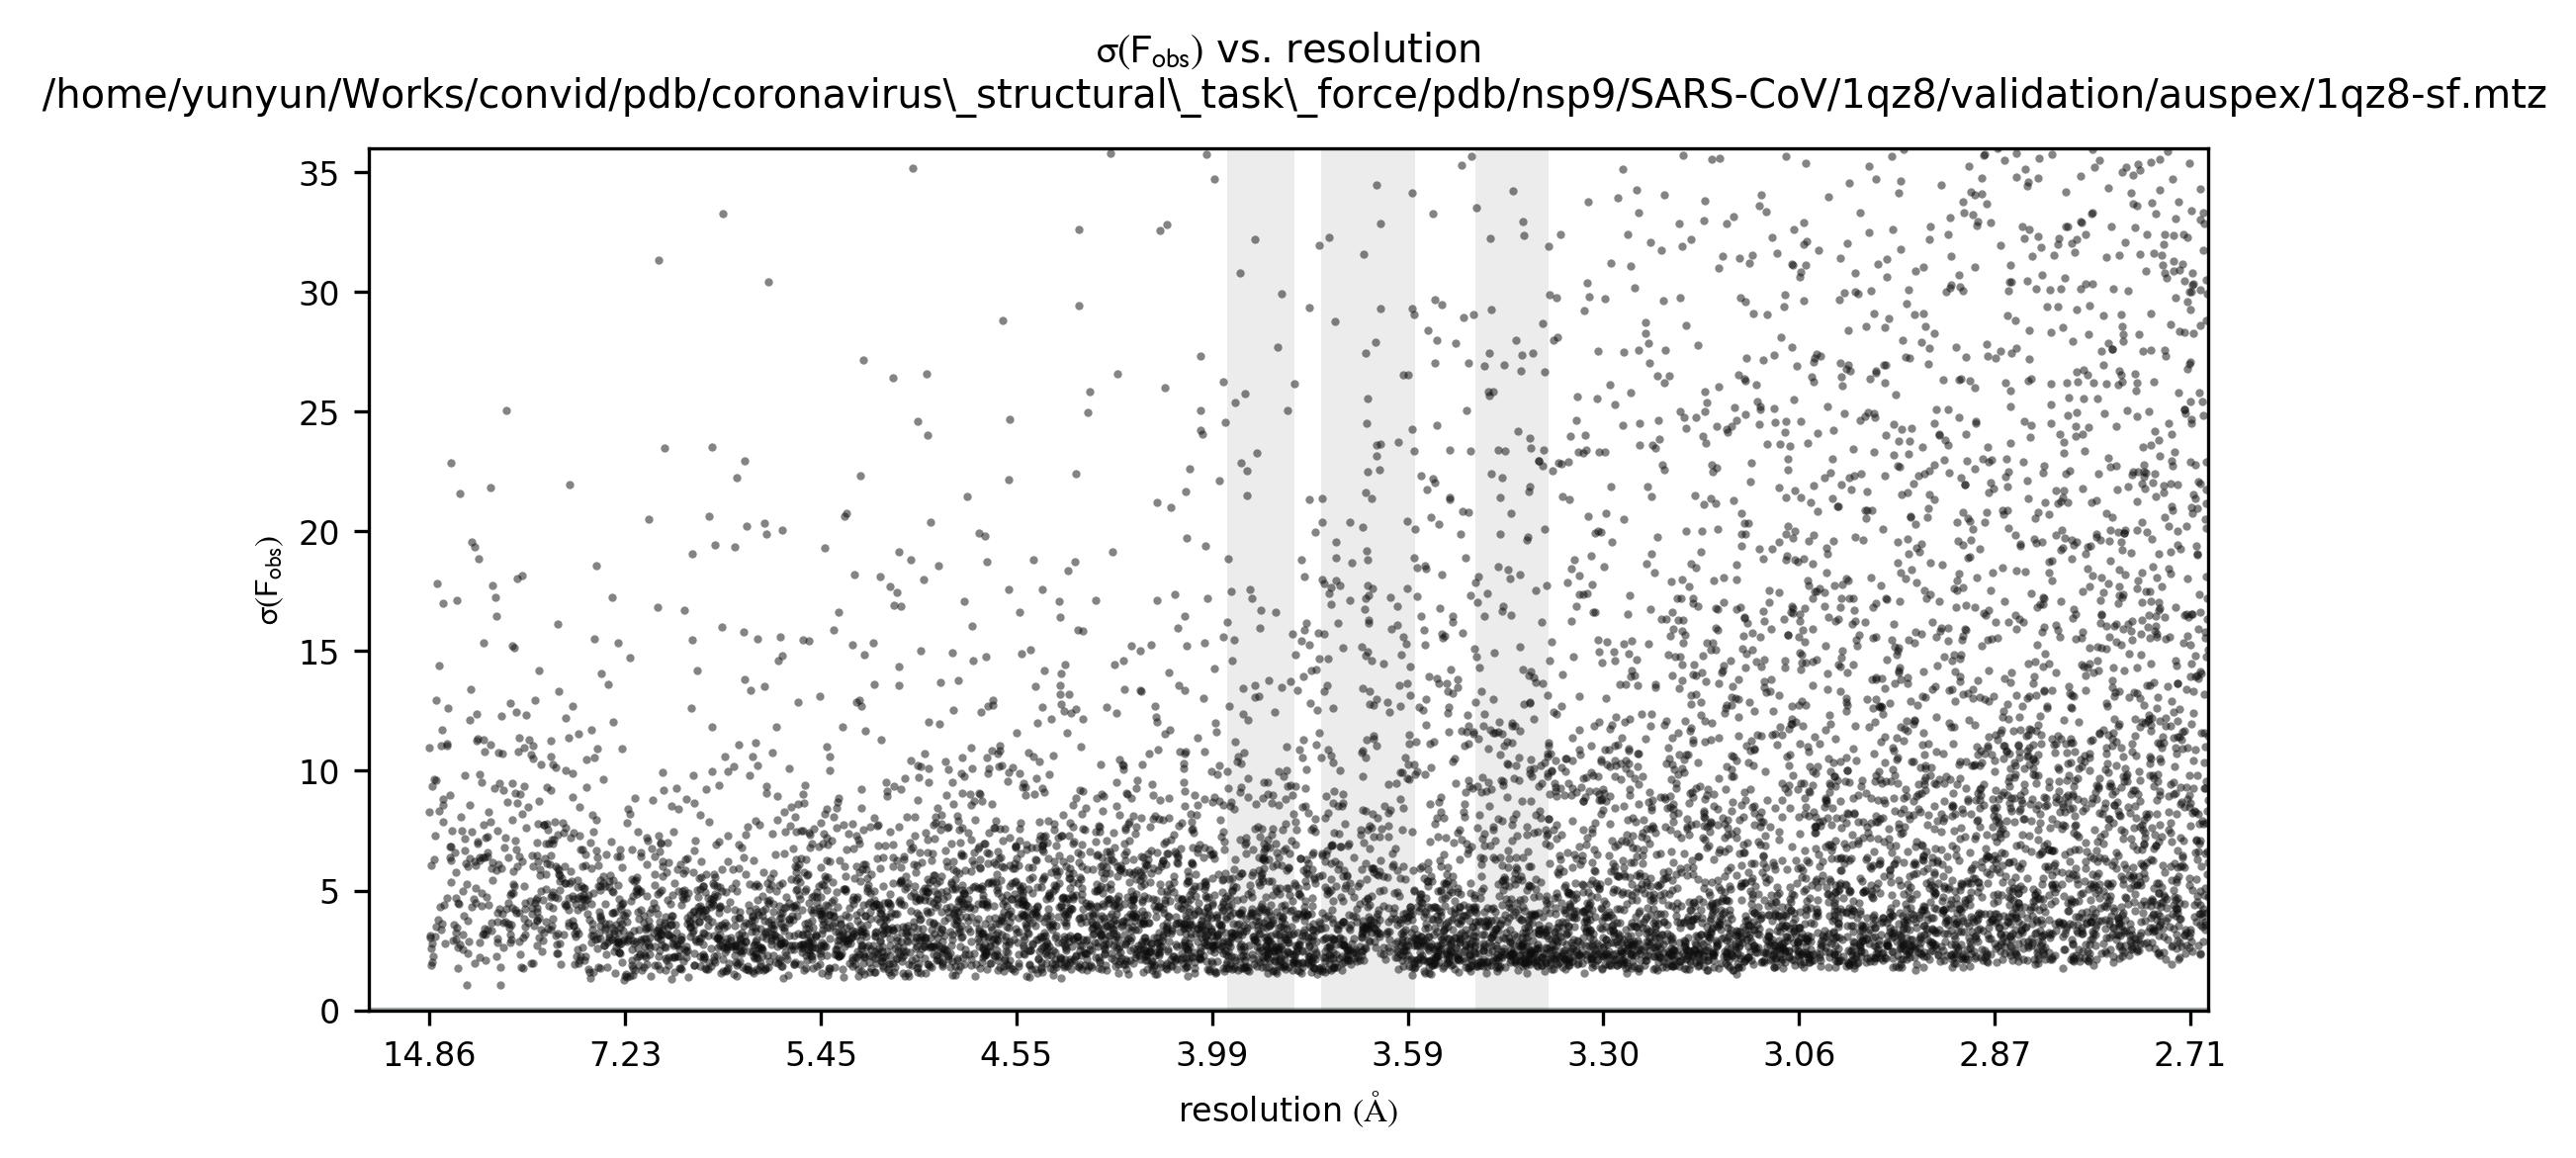 σ(Fobs) vs. resolution
/home/yunyun/Works/convid/pdb/coronavirus\_structural\_task\_force/pdb/nsp9/SARS-CoV/1qz8/validation/auspex/1qz8-sf.mtz
35
30
25
20
15
10
5
0
σ(Fobs)
14.86 7.23 5.45 4.55 3.99 3.59 3.30 3.06 2.87 2.71
resolution (Å)